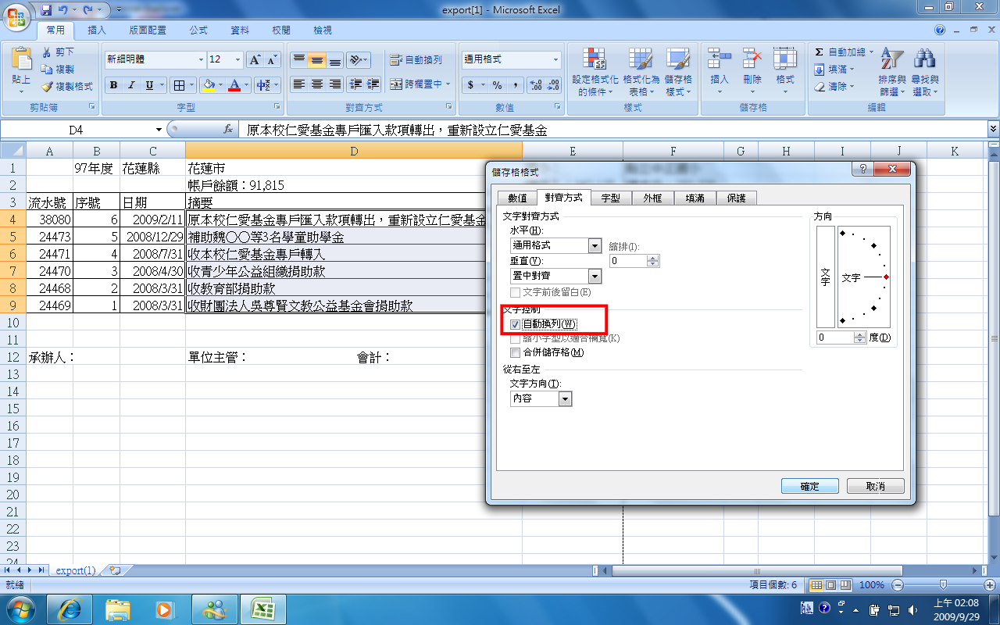 export[1] - Microsoft Excel
常用 插入 版面配置 公式 資料 校閱 檢視
貼上 剪下 複製 複製格式 剪貼簿
新細明體 12 A A B I U A 中 字型
自動換列 跨欄置中 對齊方式
通用格式 $ % , .00 數值
設定格式化的條件 格式化為表格 儲存格樣式 樣式
插入 刪除 格式 儲存格
Σ 自動加總 填滿 清除 排序與篩選 尋找與選取 編輯
D4 fx 原本校仁愛基金專戶匯入款項轉出，重新設立仁愛基金
A B C D E F G H I J K
1 97年度 花蓮縣 花蓮市
2 帳戶餘額：91,815
3 流水號 序號 日期 摘要
4 38080 6 2009/2/11 原本校仁愛基金專戶匯入款項轉出，重新設立仁愛基金
5 24473 5 2008/12/29 補助魏○○等3名學童助學金
6 24471 4 2008/7/31 收本校仁愛基金專戶轉入
7 24470 3 2008/4/30 收青少年公益組織捐助款
8 24468 2 2008/3/31 收教育部捐助款
9 24469 1 2008/3/31 收財團法人吳尊賢文教公益基金會捐助款
10
11
12 承辦人： 單位主管： 會計：
13
14
15
16
17
18
19
20
21
22
23
24
儲存格格式
數值 對齊方式 字型 外框 填滿 保護
文字對齊方式
水平(H):
通用格式 縮排(I):
垂直(V): 0
置中對齊
文字前後留白(E)
文字控制
自動換列(W)
縮小字型以適合欄寬(K)
合併儲存格(M)
從右至左
文字方向(T):
內容
方向
文字 文字
0 度(D)
確定 取消
export(1)
就緒 項目個數: 6 100%
上午 02:08
2009/9/29